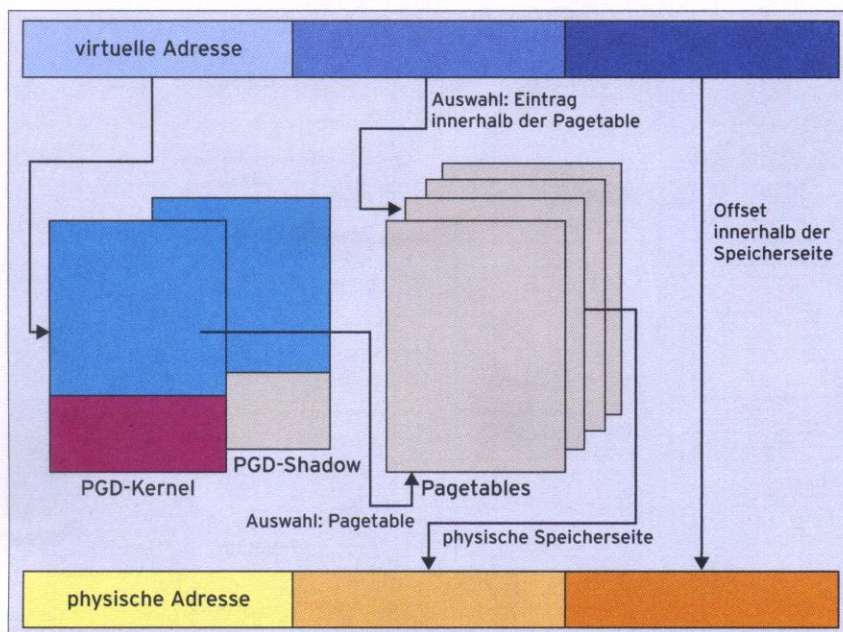 virtuelle Adresse
Auswahl: Eintrag
innerhalb der Pagetable
Offset
innerhalb der
Speicherseite
PGD-Shadow
PGD-Kernel
Pagetables
Auswahl: Pagetable
physische Speicherseite
physische Adresse